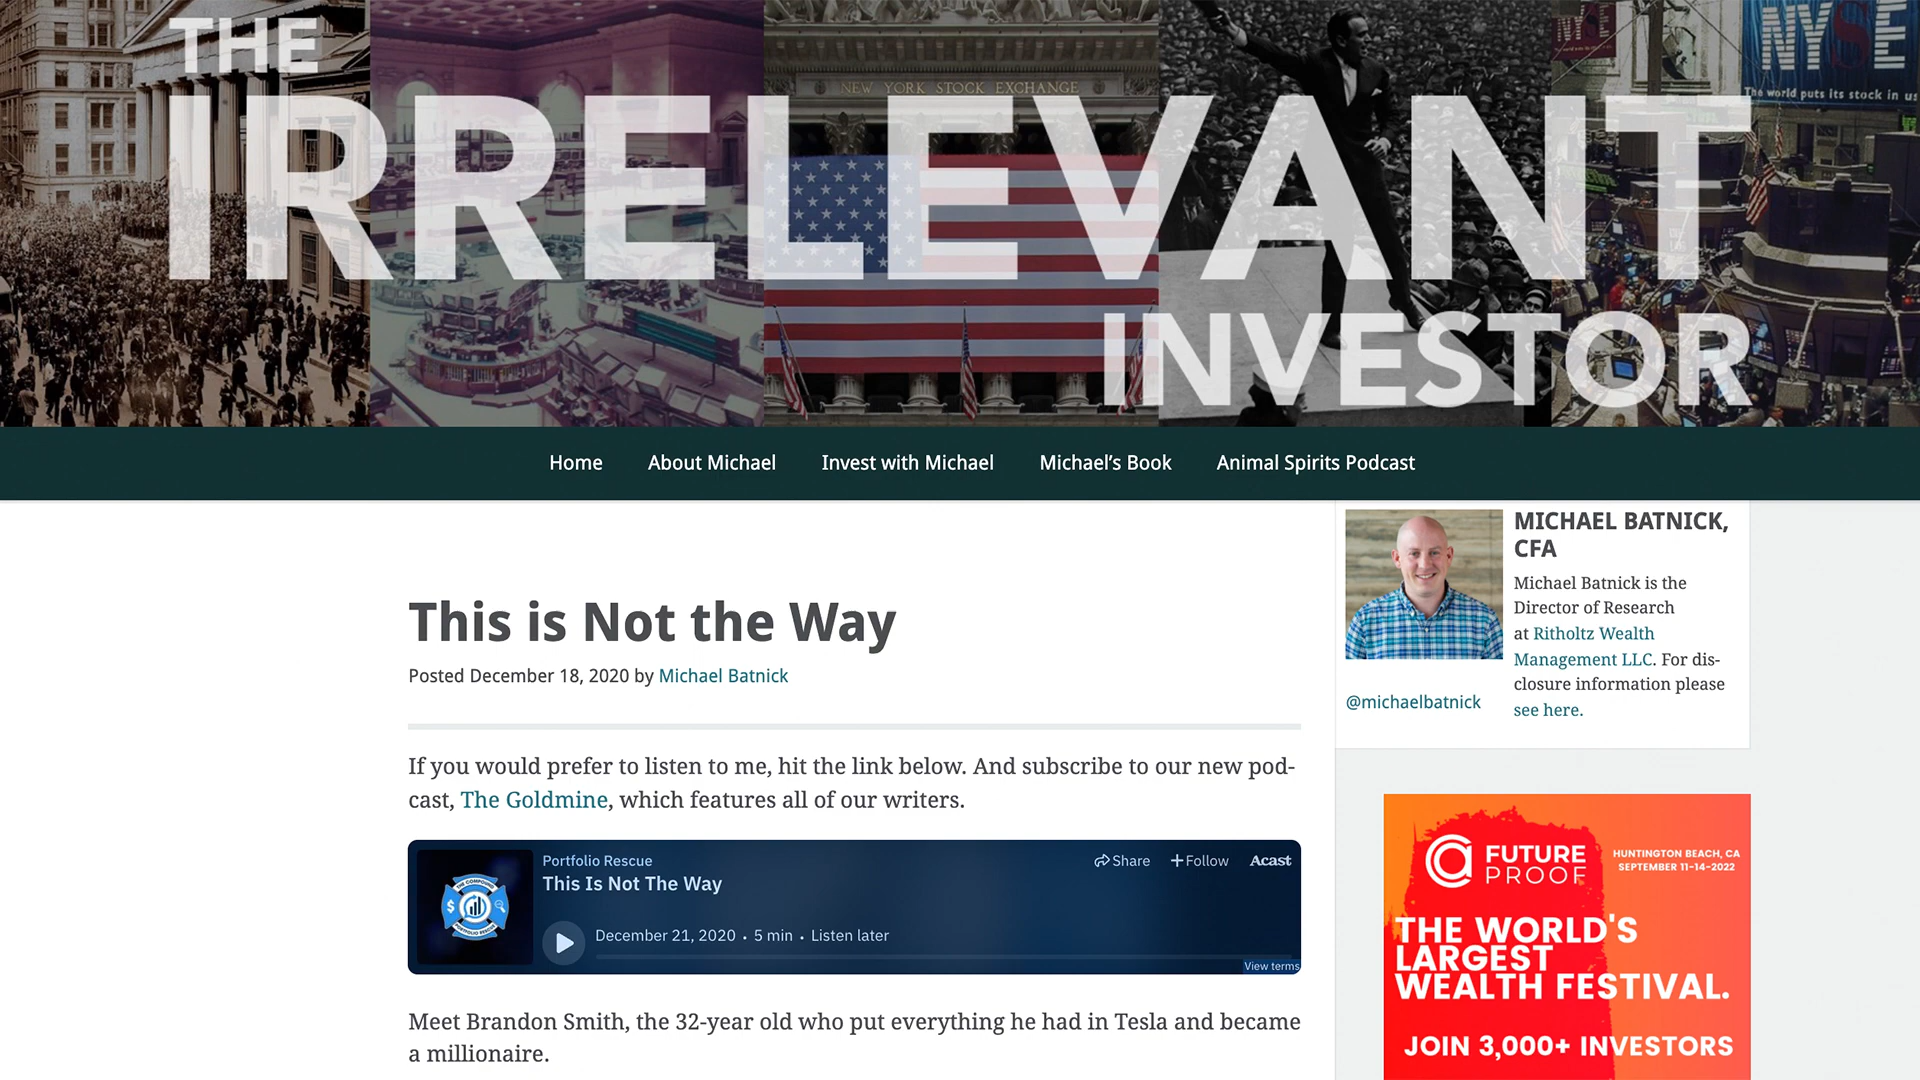 THE
IRRELEVANT
INVESTOR
NEW YORK STOCK EXCHANGE
NYSE
NYSE
The world puts its stock in us
Home
About Michael
Invest with Michael
Michael’s Book
Animal Spirits Podcast
This is Not the Way
Posted December 18, 2020 by Michael Batnick
If you would prefer to listen to me, hit the link below. And subscribe to our new pod-
cast, The Goldmine, which features all of our writers.
Portfolio Rescue
This Is Not The Way
Share
Follow
Acast
THE COMPOUND
PORTFOLIO RESCUE
December 21, 2020 • 5 min • Listen later
View terms
Meet Brandon Smith, the 32-year old who put everything he had in Tesla and became
a millionaire.
MICHAEL BATNICK,
CFA
Michael Batnick is the
Director of Research
at Ritholtz Wealth
Management LLC. For dis-
closure information please
see here.
@michaelbatnick
FUTURE
PROOF
HUNTINGTON BEACH, CA
SEPTEMBER 11-14-2022
THE WORLD'S
LARGEST
WEALTH FESTIVAL.
JOIN 3,000+ INVESTORS